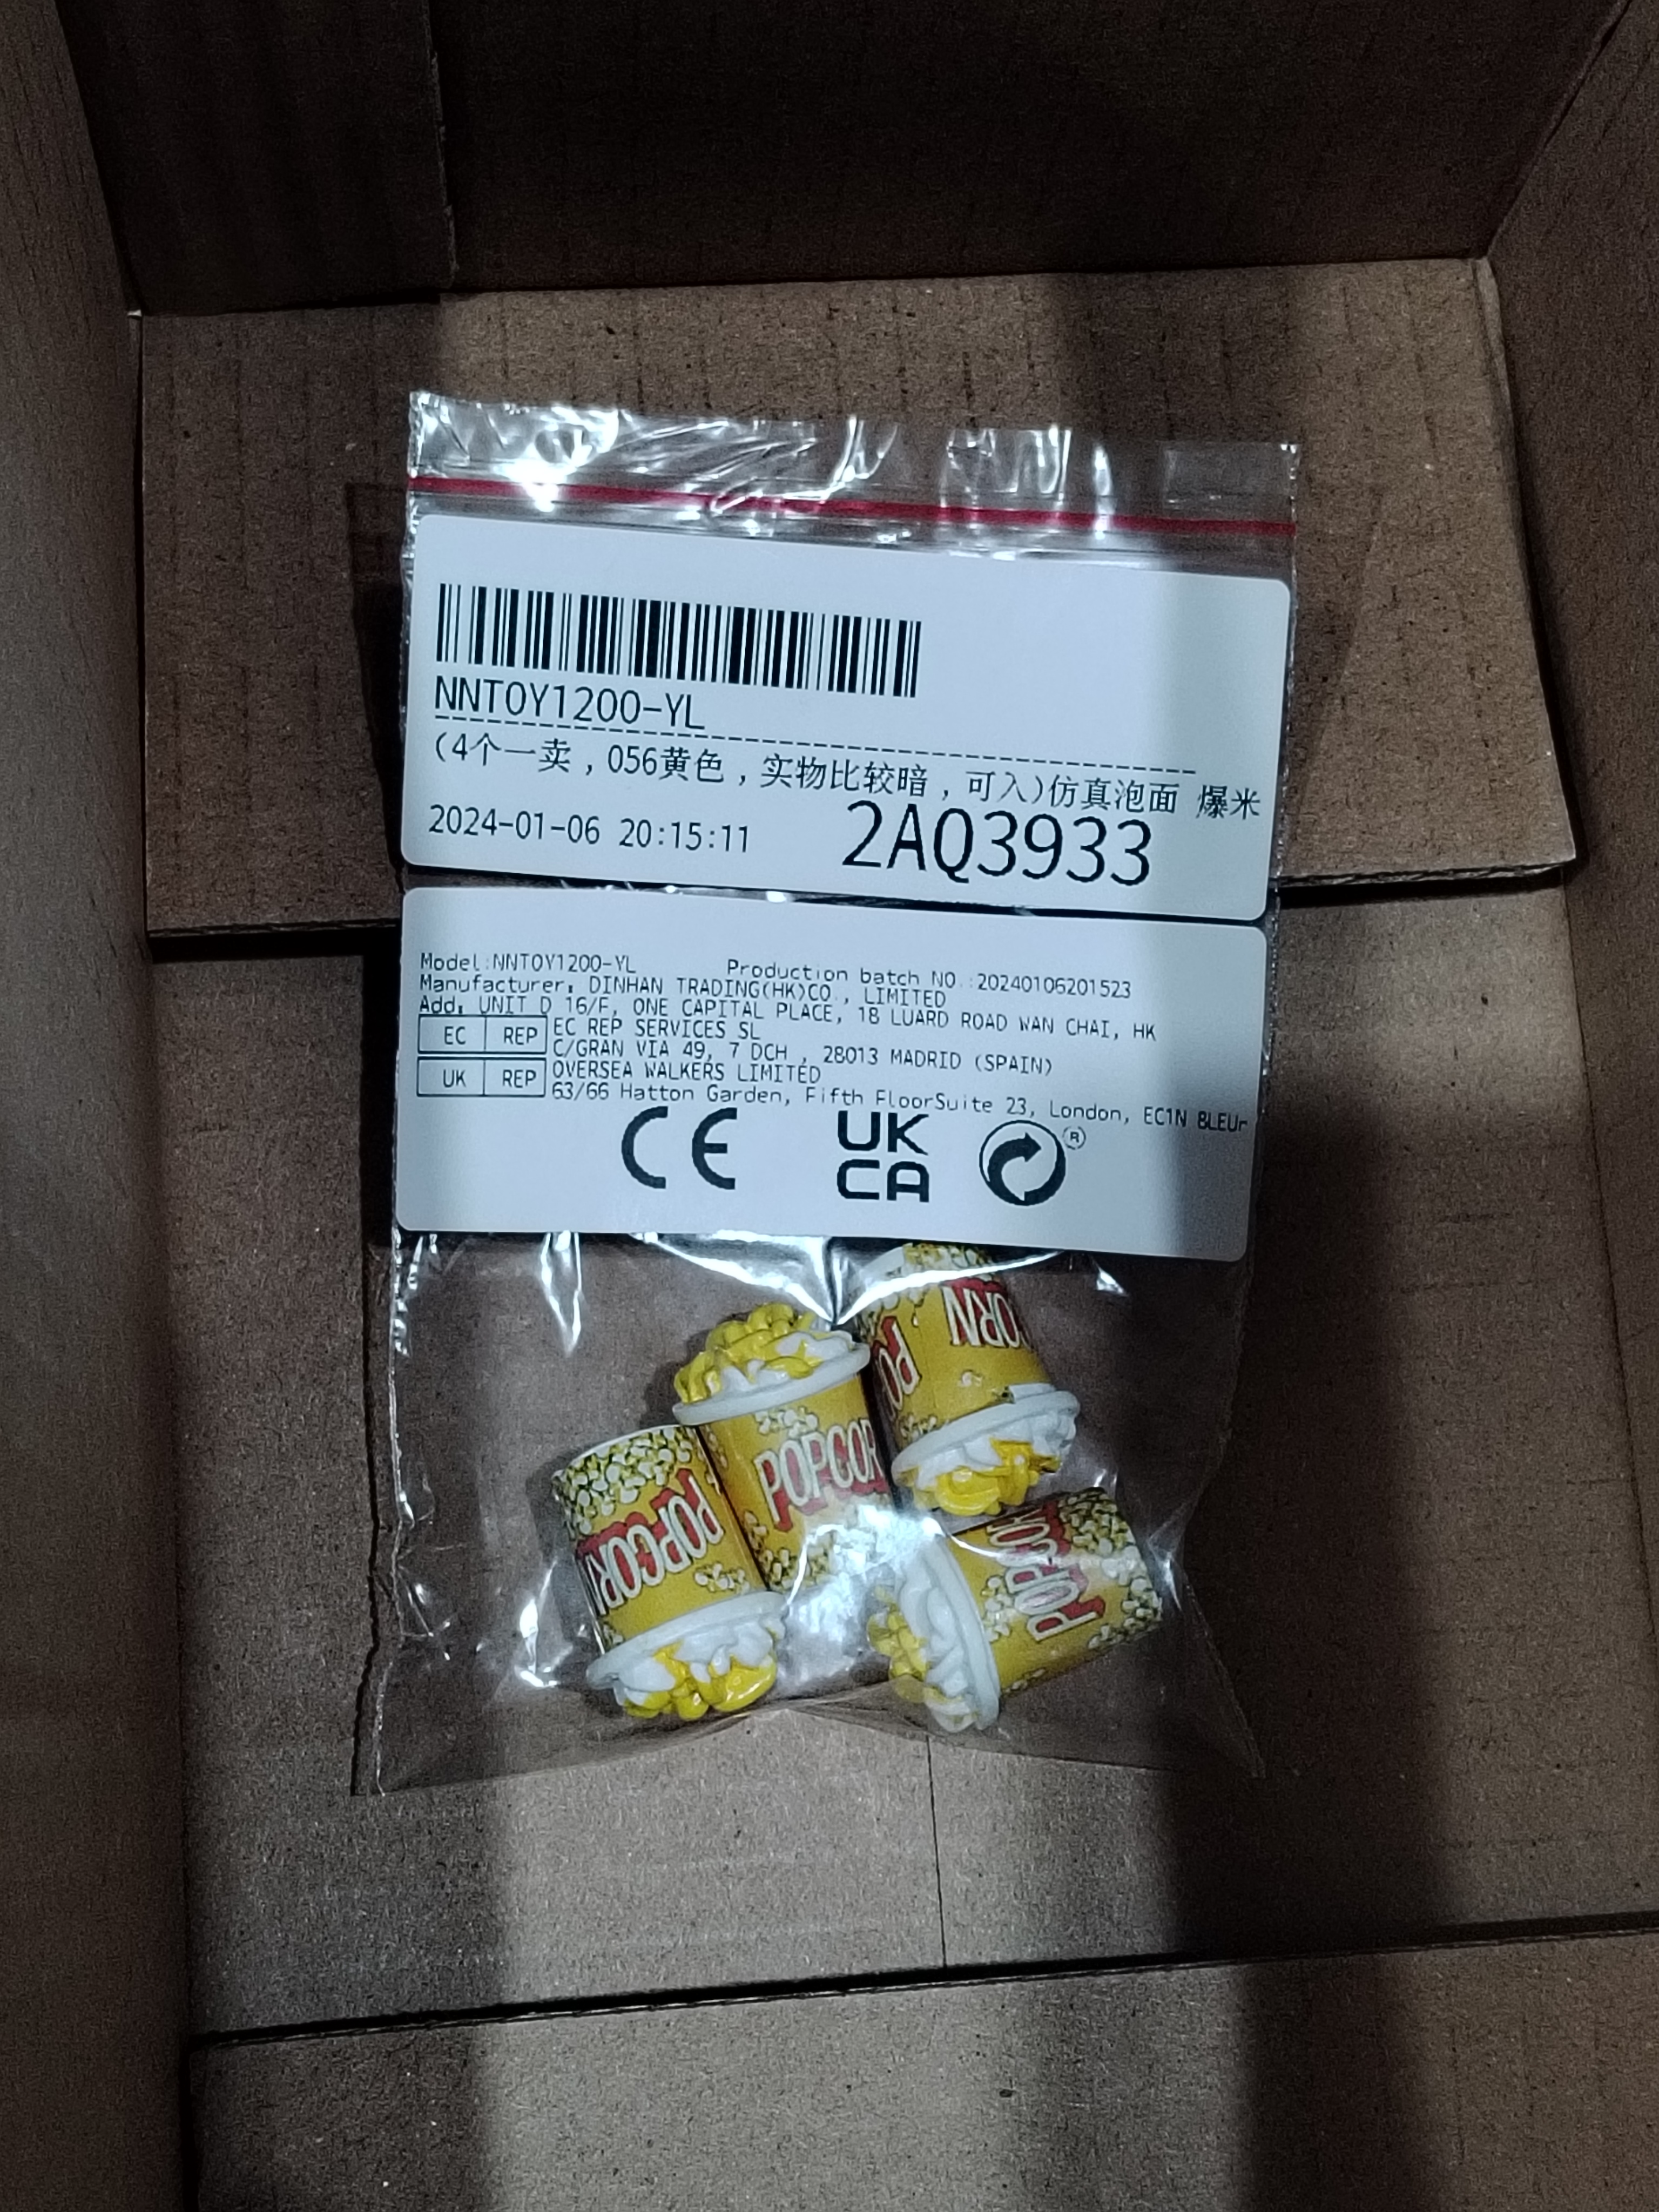 NNTOY1200-YL
(4个一卖,056黄色,实物比较暗,可入)仿真泡面 爆米
2024-01-06 20:15:11 2AQ3933
Model:NNTOY1200-YL Production batch NO.:20240106201523
Manufacturer: DINHAN TRADING(HK)CO., LIMITED
Add: UNIT D 16/F, ONE CAPITAL PLACE, 18 LUARD ROAD WAN CHAI, HK
EC REP EC REP SERVICES SL
C/GRAN VIA 49, 7 DCH , 28013 MADRID (SPAIN)
UK REP OVERSEA WALKERS LIMITED
63/66 Hatton Garden, Fifth FloorSuite 23, London, EC1N 8LEUr
CE UK
CA ®
PO
CORN
POPCOR
POPCORN
POPCO